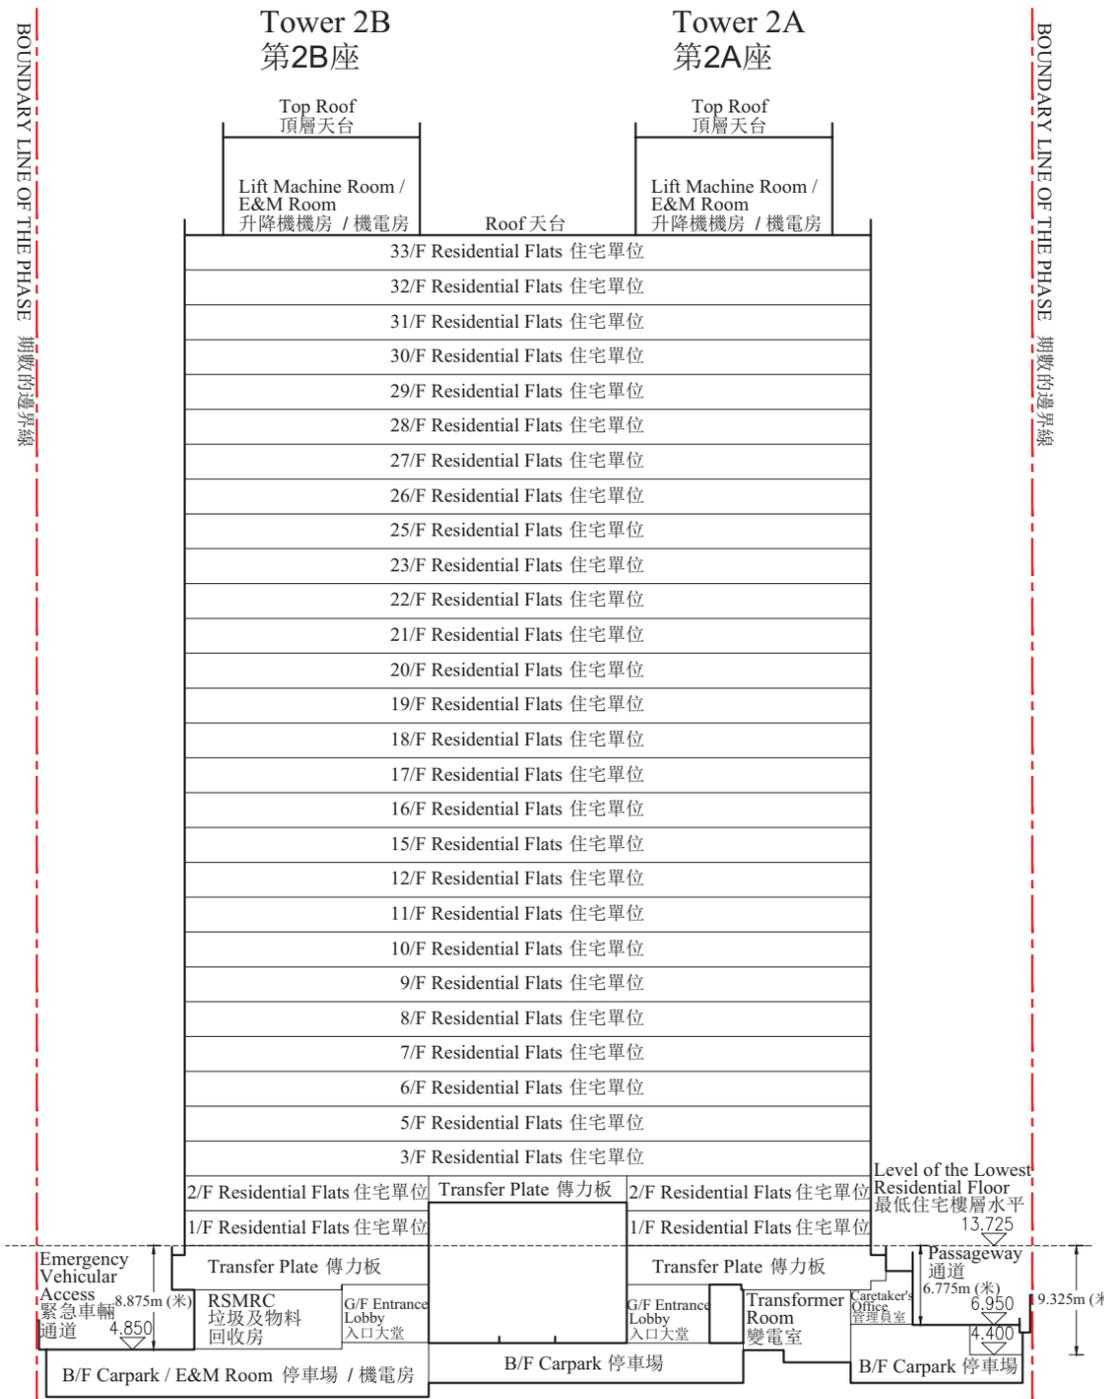 Tower 2B
第2B座
Tower 2A
第2A座
BOUNDARY LINE OF THE PHASE 期數的邊界線
BOUNDARY LINE OF THE PHASE 期數的邊界線
Top Roof
頂層天台
Top Roof
頂層天台
Lift Machine Room /
E&M Room
升降機機房 / 機電房
Roof 天台
Lift Machine Room /
E&M Room
升降機機房 / 機電房
33/F Residential Flats 住宅單位
32/F Residential Flats 住宅單位
31/F Residential Flats 住宅單位
30/F Residential Flats 住宅單位
29/F Residential Flats 住宅單位
28/F Residential Flats 住宅單位
27/F Residential Flats 住宅單位
26/F Residential Flats 住宅單位
25/F Residential Flats 住宅單位
23/F Residential Flats 住宅單位
22/F Residential Flats 住宅單位
21/F Residential Flats 住宅單位
20/F Residential Flats 住宅單位
19/F Residential Flats 住宅單位
18/F Residential Flats 住宅單位
17/F Residential Flats 住宅單位
16/F Residential Flats 住宅單位
15/F Residential Flats 住宅單位
12/F Residential Flats 住宅單位
11/F Residential Flats 住宅單位
10/F Residential Flats 住宅單位
9/F Residential Flats 住宅單位
8/F Residential Flats 住宅單位
7/F Residential Flats 住宅單位
6/F Residential Flats 住宅單位
5/F Residential Flats 住宅單位
3/F Residential Flats 住宅單位
2/F Residential Flats 住宅單位
Transfer Plate 傳力板
2/F Residential Flats 住宅單位
1/F Residential Flats 住宅單位
1/F Residential Flats 住宅單位
Level of the Lowest
Residential Floor
最低住宅樓層水平
13.725
Emergency
Vehicular
Access
緊急車輛
通道
8.875m (米)
4.850
Transfer Plate 傳力板
RSMRC
垃圾及物料
回收房
G/F Entrance
Lobby
入口大堂
Transfer Plate 傳力板
G/F Entrance
Lobby
入口大堂
Transformer
Room
變電室
Caretaker's
Office
管理員室
Passageway
通道
6.775m (米)
6.950
9.325m (米
4.400
B/F Carpark / E&M Room 停車場 / 機電房
B/F Carpark 停車場
B/F Carpark 停車場